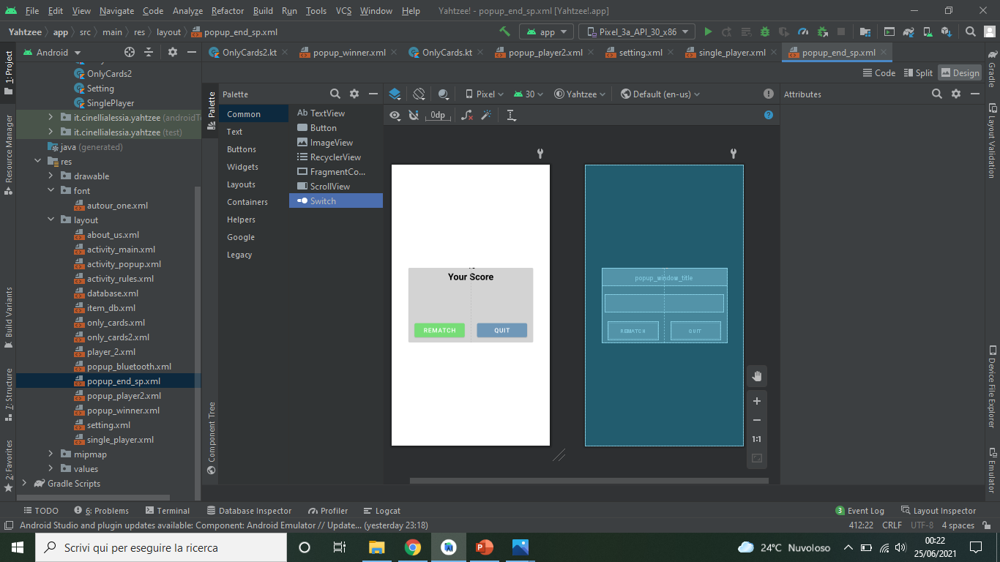 File Edit View Navigate Code Analyze Refactor Build Run Tools VCS Window Help Yahtzee! - popup_end_sp.xml [Yahtzee!.app]
Yahtzee app src main res layout popup_end_sp.xml app Pixel_3a_API_30_x86
Android OnlyCards2.kt popup_winner.xml OnlyCards.kt popup_player2.xml setting.xml single_player.xml popup_end_sp.xml
Code Split Design
1: Project
Resource Manager
Build Variants
7: Structure
2: Favorites
OnlyCards2
Setting
SinglePlayer
it.cinellialessia.yahtzee (androidTe
it.cinellialessia.yahtzee (test)
java (generated)
res
drawable
font
autour_one.xml
layout
about_us.xml
activity_main.xml
activity_popup.xml
activity_rules.xml
database.xml
item_db.xml
only_cards.xml
only_cards2.xml
player_2.xml
popup_bluetooth.xml
popup_end_sp.xml
popup_player2.xml
popup_winner.xml
setting.xml
single_player.xml
mipmap
values
Gradle Scripts
Palette
Component Tree
Palette
Common
Text
Buttons
Widgets
Layouts
Containers
Helpers
Google
Legacy
Ab TextView
Button
ImageView
RecyclerView
FragmentCo...
ScrollView
Switch
Pixel 30 Yahtzee Default (en-us)
0dp
Your Score
REMATCH QUIT
popup_window_title
REMATCH QUIT
1:1
Attributes
Gradle
Layout Validation
Device File Explorer
Emulator
TODO 6: Problems Terminal Database Inspector Profiler Logcat 3 Event Log Layout Inspector
Android Studio and plugin updates available: Component: Android Emulator // Update... (yesterday 23:18) 412:22 CRLF UTF-8 4 spaces
Scrivi qui per eseguire la ricerca
24°C Nuvoloso
00:22
25/06/2021